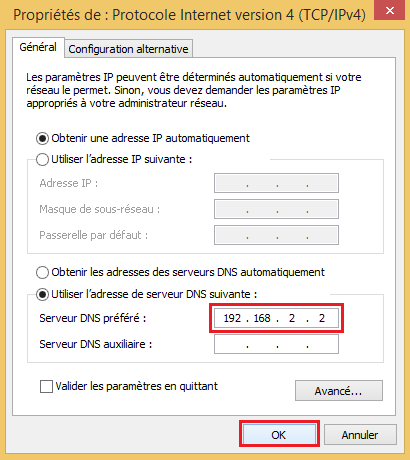 Propriétés de : Protocole Internet version 4 (TCP/IPv4)
Général Configuration alternative
Les paramètres IP peuvent être déterminés automatiquement si votre
réseau le permet. Sinon, vous devez demander les paramètres IP
appropriés à votre administrateur réseau.
Obtenir une adresse IP automatiquement
Utiliser l'adresse IP suivante :
Adresse IP : . . .
Masque de sous-réseau : . . .
Passerelle par défaut : . . .
Obtenir les adresses des serveurs DNS automatiquement
Utiliser l'adresse de serveur DNS suivante :
Serveur DNS préféré : 192 . 168 . 2 . 2
Serveur DNS auxiliaire : . . .
Valider les paramètres en quittant
Avancé...
OK Annuler